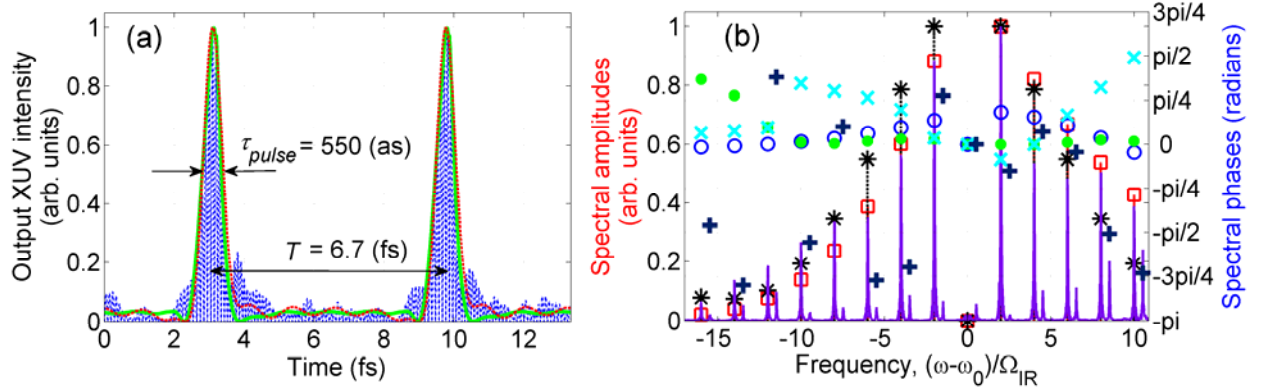 (a)
Output XUV intensity
(arb. units)
1
0.8
0.6
0.4
0.2
0
τpulse = 550 (as)
T = 6.7 (fs)
0 2 4 6 8 10 12
Time (fs)
(b)
Spectral amplitudes
(arb. units)
1
0.8
0.6
0.4
0.2
0
-15 -10 -5 0 5 10
Frequency, (ω-ω0)/ΩIR
3pi/4
pi/2
pi/4
0
-pi/4
-pi/2
-3pi/4
-pi
Spectral phases (radians)